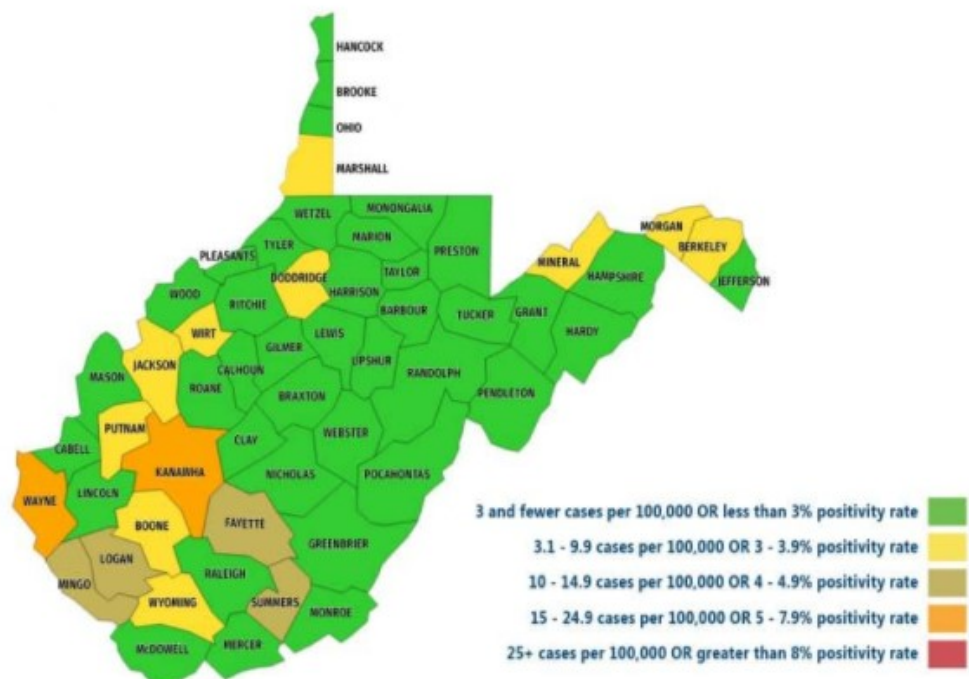 HANCOCK
BROOKE
OHIO
MARSHALL
WETZEL
MONONGALIA
MARION
PRESTON
TYLER
PLEASANTS
DODDRIDGE
TAYLOR
HARRISON
WOOD
RITCHIE
BARBOUR
MINERAL
MORGAN
BERKELEY
HAMPSHIRE
JEFFERSON
WIRT
GILMER
LEWIS
TUCKER
GRANT
HARDY
JACKSON
CALHOUN
UPSHUR
MASON
ROANE
RANDOLPH
BRAXTON
PENDLETON
PUTNAM
CABELL
CLAY
WEBSTER
KANAWHA
NICHOLAS
POCAHONTAS
WAYNE
LINCOLN
BOONE
FAYETTE
GREENBRIER
LOGAN
MINGO
RALEIGH
WYOMING
SUMMERS
MONROE
MERCER
McDOWELL
3 and fewer cases per 100,000 OR less than 3% positivity rate
3.1 - 9.9 cases per 100,000 OR 3 - 3.9% positivity rate
10 - 14.9 cases per 100,000 OR 4 - 4.9% positivity rate
15 - 24.9 cases per 100,000 OR 5 - 7.9% positivity rate
25+ cases per 100,000 OR greater than 8% positivity rate